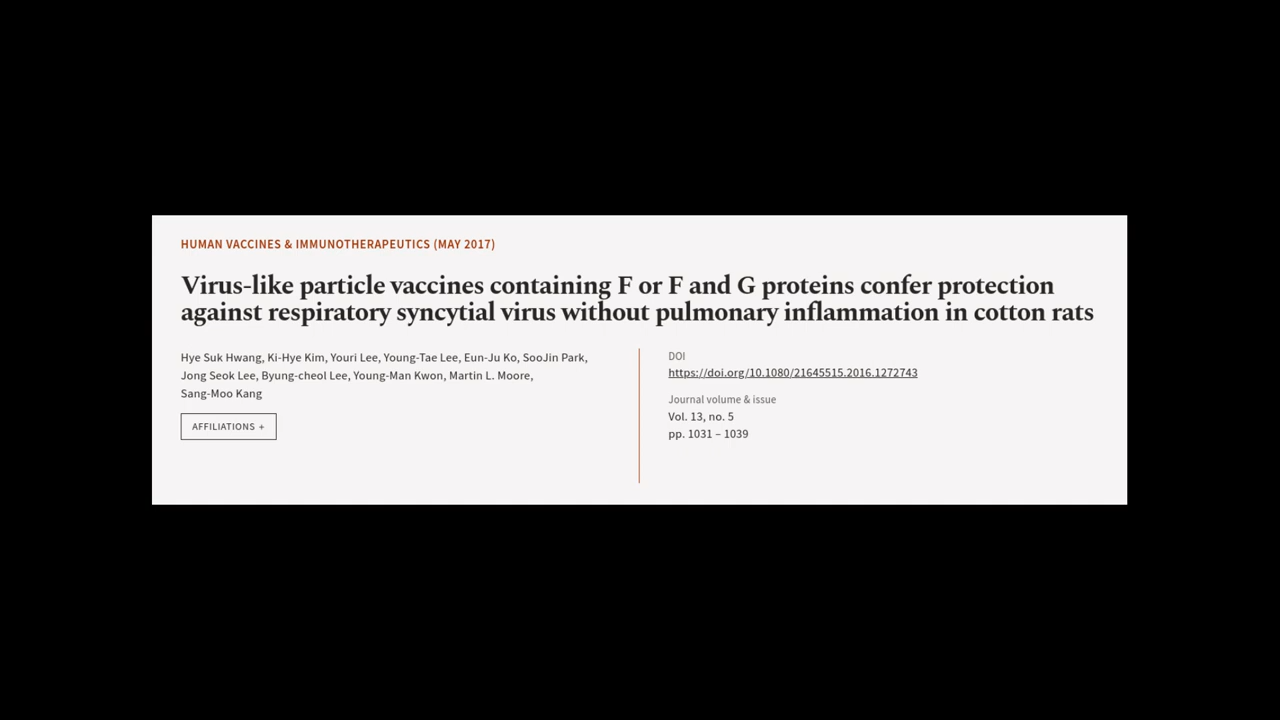 HUMAN VACCINES & IMMUNOTHERAPEUTICS (MAY 2017)
Virus-like particle vaccines containing F or F and G proteins confer protection
against respiratory syncytial virus without pulmonary inflammation in cotton rats
Hye Suk Hwang, Ki-Hye Kim, Youri Lee, Young-Tae Lee, Eun-Ju Ko, SooJin Park,
Jong Seok Lee, Byung-cheol Lee, Young-Man Kwon, Martin L. Moore,
Sang-Moo Kang
AFFILIATIONS +
DOI
https://doi.org/10.1080/21645515.2016.1272743
Journal volume & issue
Vol. 13, no. 5
pp. 1031 – 1039